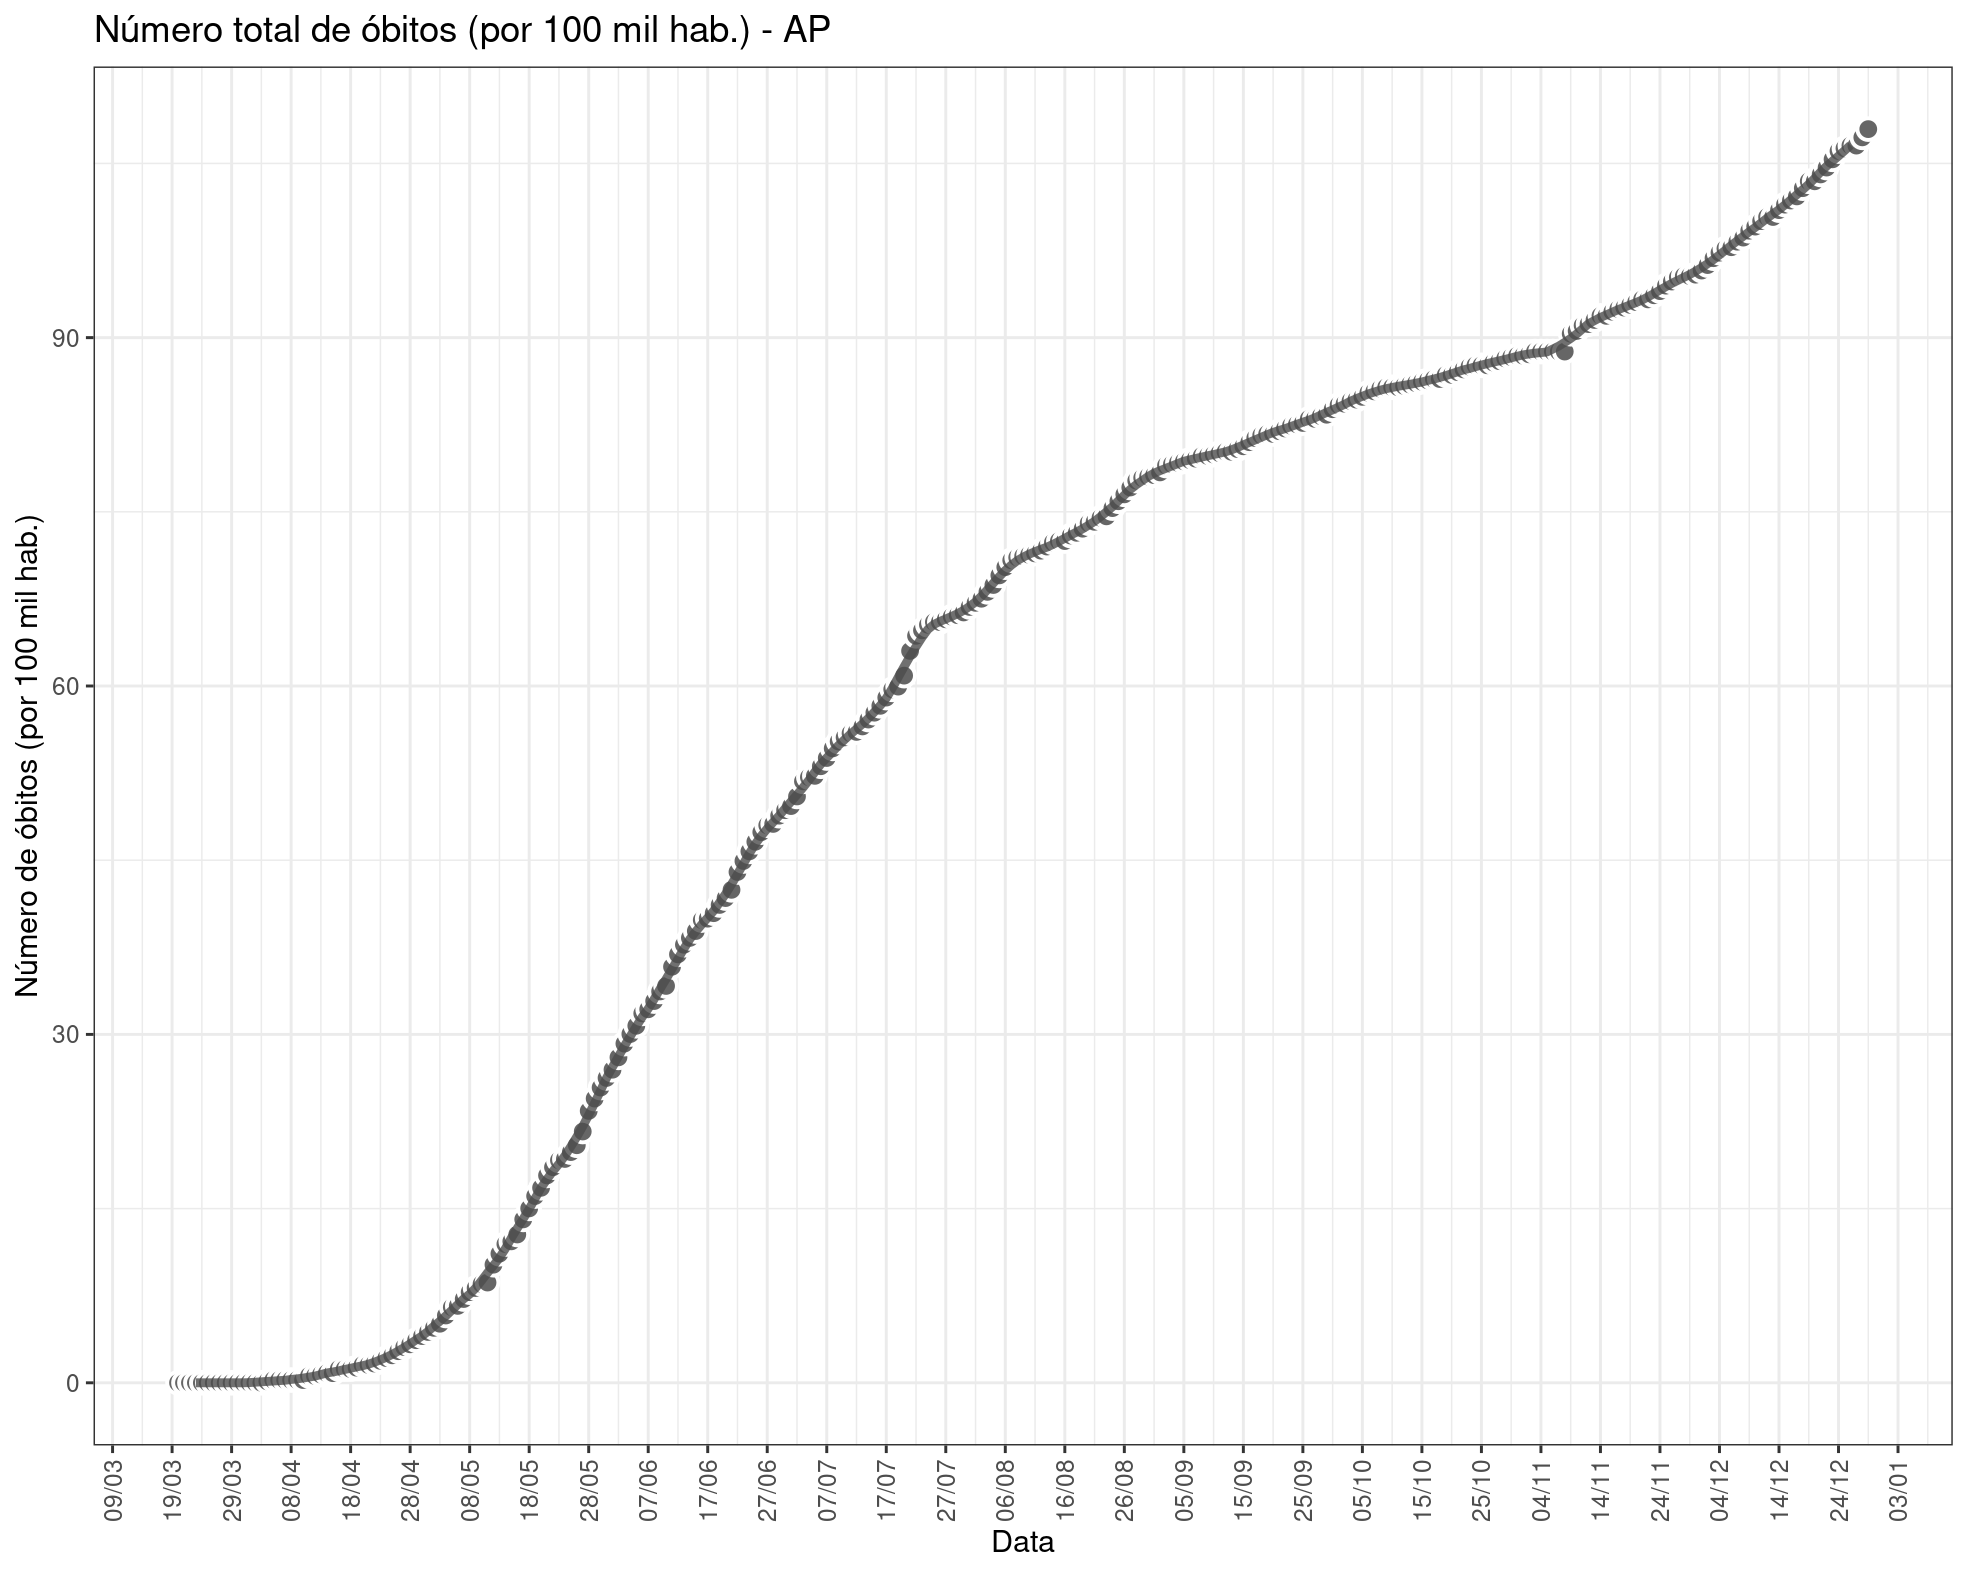 Número total de óbitos (por 100 mil hab.) - AP
Número de óbitos (por 100 mil hab.)
90
60
30
0
09/03 19/03 29/03 08/04 18/04 28/04 08/05 18/05 28/05 07/06 17/06 27/06 07/07 17/07 27/07 06/08 16/08 26/08 05/09 15/09 25/09 05/10 15/10 25/10 04/11 14/11 24/11 04/12 14/12 24/12 03/01
Data